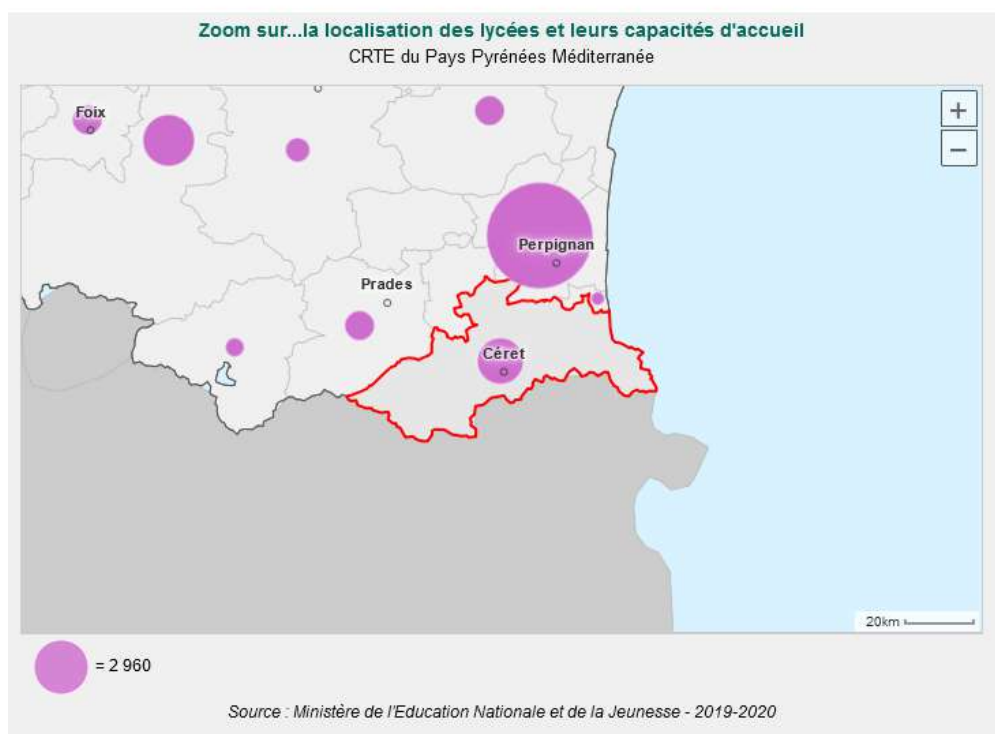 Zoom sur...la localisation des lycées et leurs capacités d'accueil
CRTE du Pays Pyrénées Méditerranée
Foix
+
−
Perpignan
Prades
Céret
20km
= 2 960
Source : Ministère de l'Education Nationale et de la Jeunesse - 2019-2020